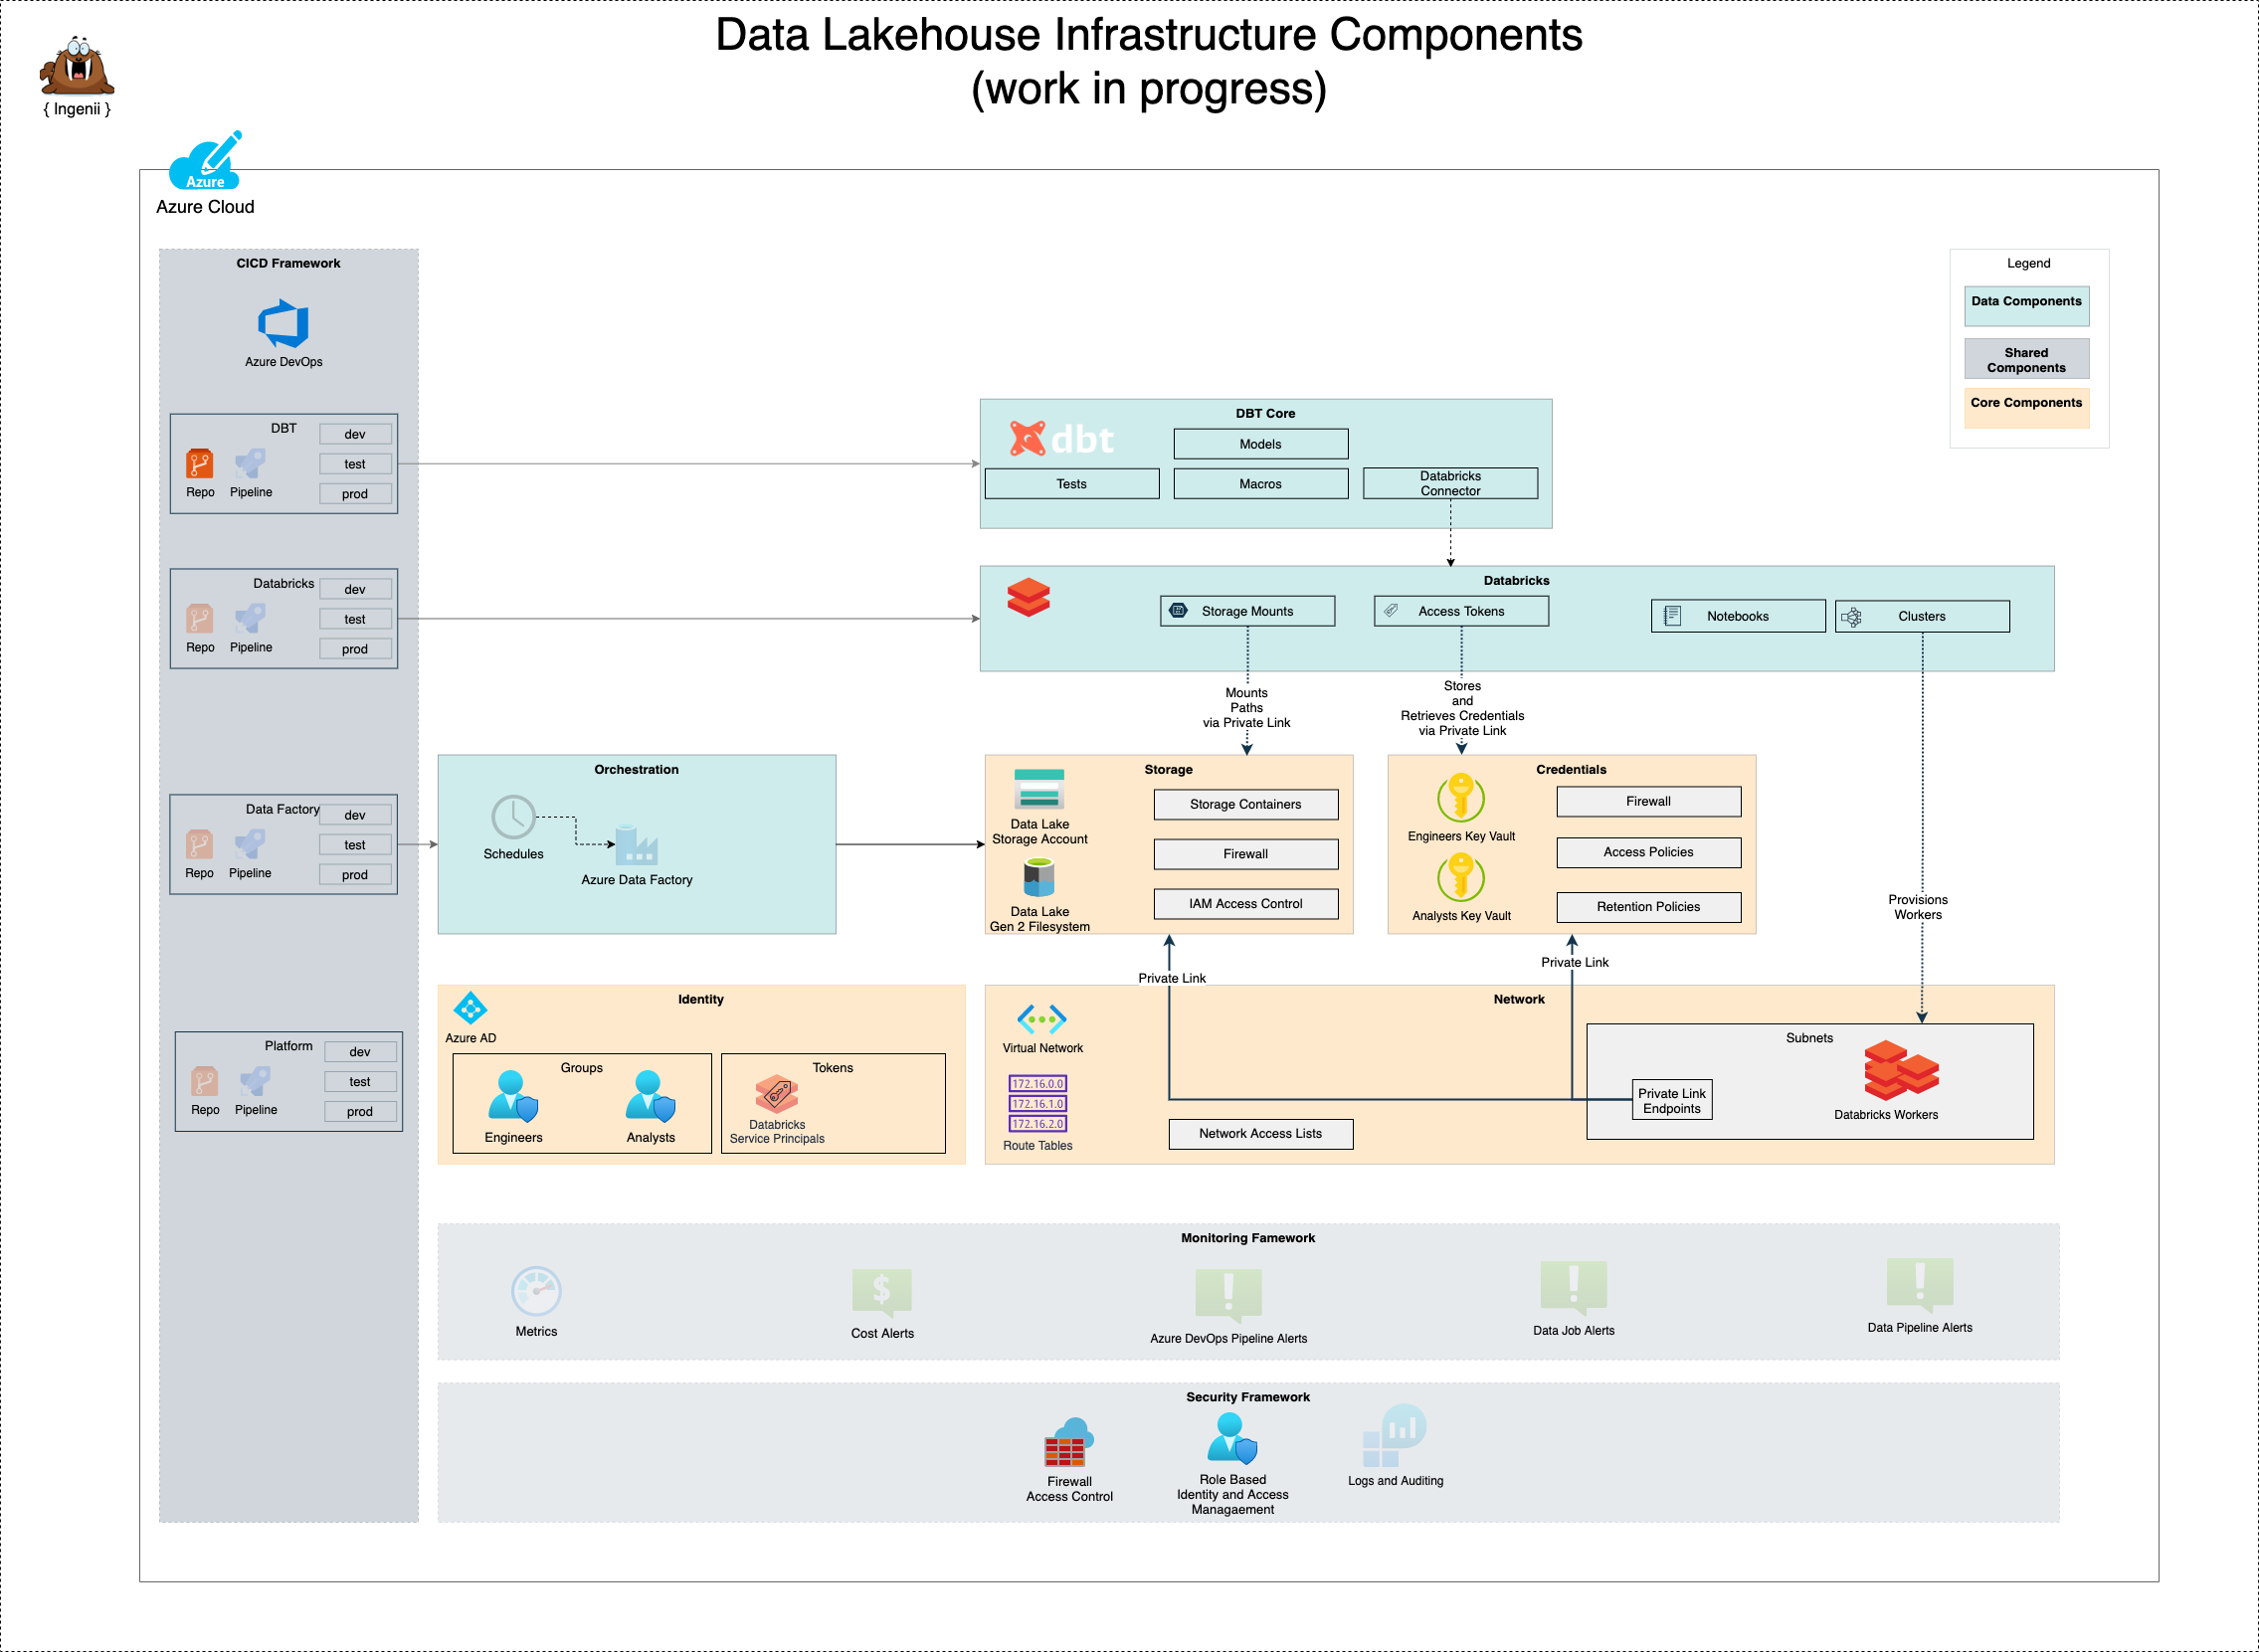 Data Lakehouse Infrastructure Components
(work in progress)
{ Ingenii }
Azure
Azure Cloud
CICD Framework
Azure DevOps
DBT
dev
test
prod
Repo
Pipeline
Databricks
dev
test
prod
Repo
Pipeline
Data Factory
dev
test
prod
Repo
Pipeline
Platform
dev
test
prod
Repo
Pipeline
Legend
Data Components
Shared
Components
Core Components
DBT Core
dbt
Models
Tests
Macros
Databricks
Connector
Databricks
Storage Mounts
Access Tokens
Notebooks
Clusters
Mounts
Paths
via Private Link
Stores
and
Retrieves Credentials
via Private Link
Provisions
Workers
Orchestration
Schedules
Azure Data Factory
Storage
Data Lake
Storage Account
Data Lake
Gen 2 Filesystem
Storage Containers
Firewall
IAM Access Control
Credentials
Engineers Key Vault
Analysts Key Vault
Firewall
Access Policies
Retention Policies
Private Link
Private Link
Identity
Azure AD
Groups
Engineers
Analysts
Tokens
Databricks
Service Principals
Network
Virtual Network
172.16.0.0
172.16.1.0
172.16.2.0
Route Tables
Network Access Lists
Subnets
Private Link
Endpoints
Databricks Workers
Monitoring Famework
Metrics
Cost Alerts
Azure DevOps Pipeline Alerts
Data Job Alerts
Data Pipeline Alerts
Security Framework
Firewall
Access Control
Role Based
Identity and Access
Managaement
Logs and Auditing